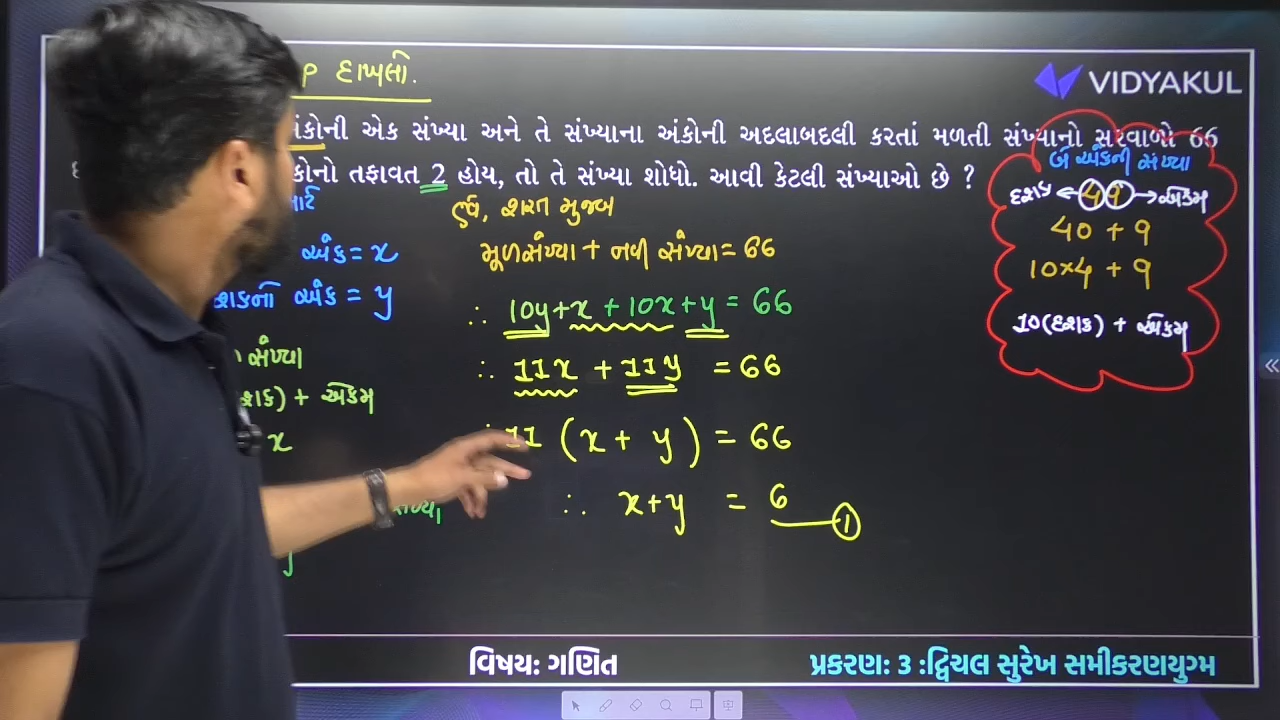 P દાખલો.
VIDYAKUL
અંકોની એક સંખ્યા અને તે સંખ્યાના અંકોની અદલાબદલી કરતાં મળતી સંખ્યાનો સરવાળો 66
તફાવત 2 હોય, તો તે સંખ્યા શોધો. આવી કેટલી સંખ્યાઓ છે ?
હવે, શરત મુજબ
મૂળસંખ્યા + નવી સંખ્યા = 66
અંક = x
અંક = y
∴ 10y + x + 10x + y = 66
સંખ્યા
∴ 11x + 11y = 66
+ એકમ
x
∴ 11 (x + y) = 66
∴ x + y = 6 ①
y
બે અંકની સંખ્યા
દશક ← 49 → એકમ
40 + 9
10×4 + 9
10(દશક) + એકમ
«
વિષય: ગણિત
પ્રકરણ: 3 :દ્વિચલ સુરેખ સમીકરણયુગ્મ